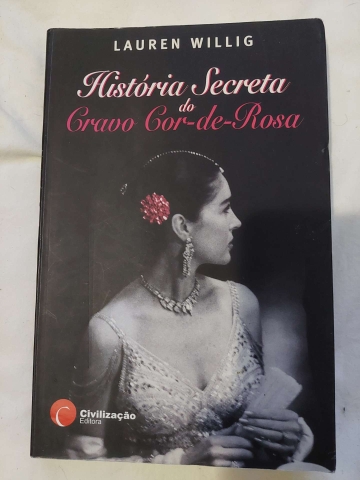 LAUREN WILLIG
História Secreta
do
Cravo Cor-de-Rosa
C
Civilização
Editora